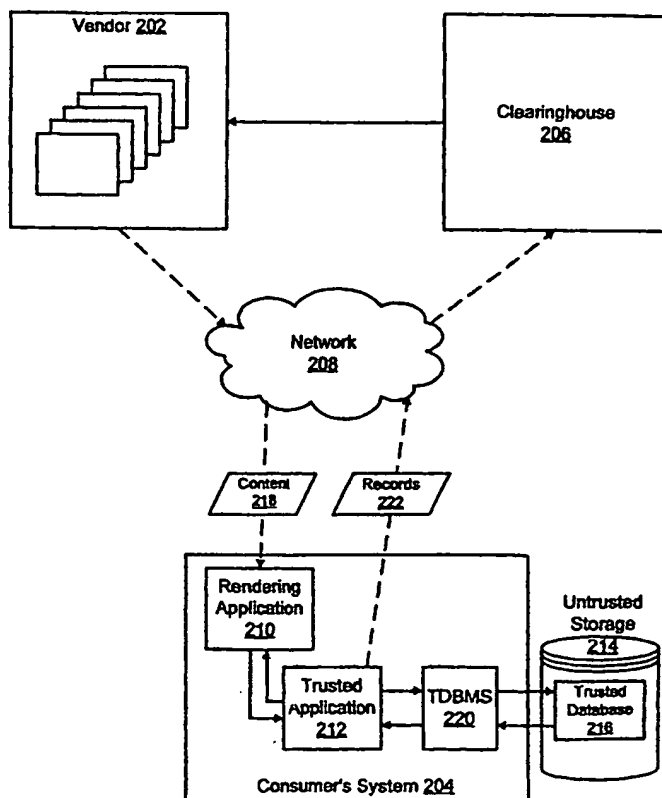 Vendor 202
Clearinghouse
206
Network
208
Content
218
Records
222
Rendering
Application
210
Trusted
Application
212
TDBMS
220
Untrusted
Storage
214
Trusted
Database
216
Consumer's System 204